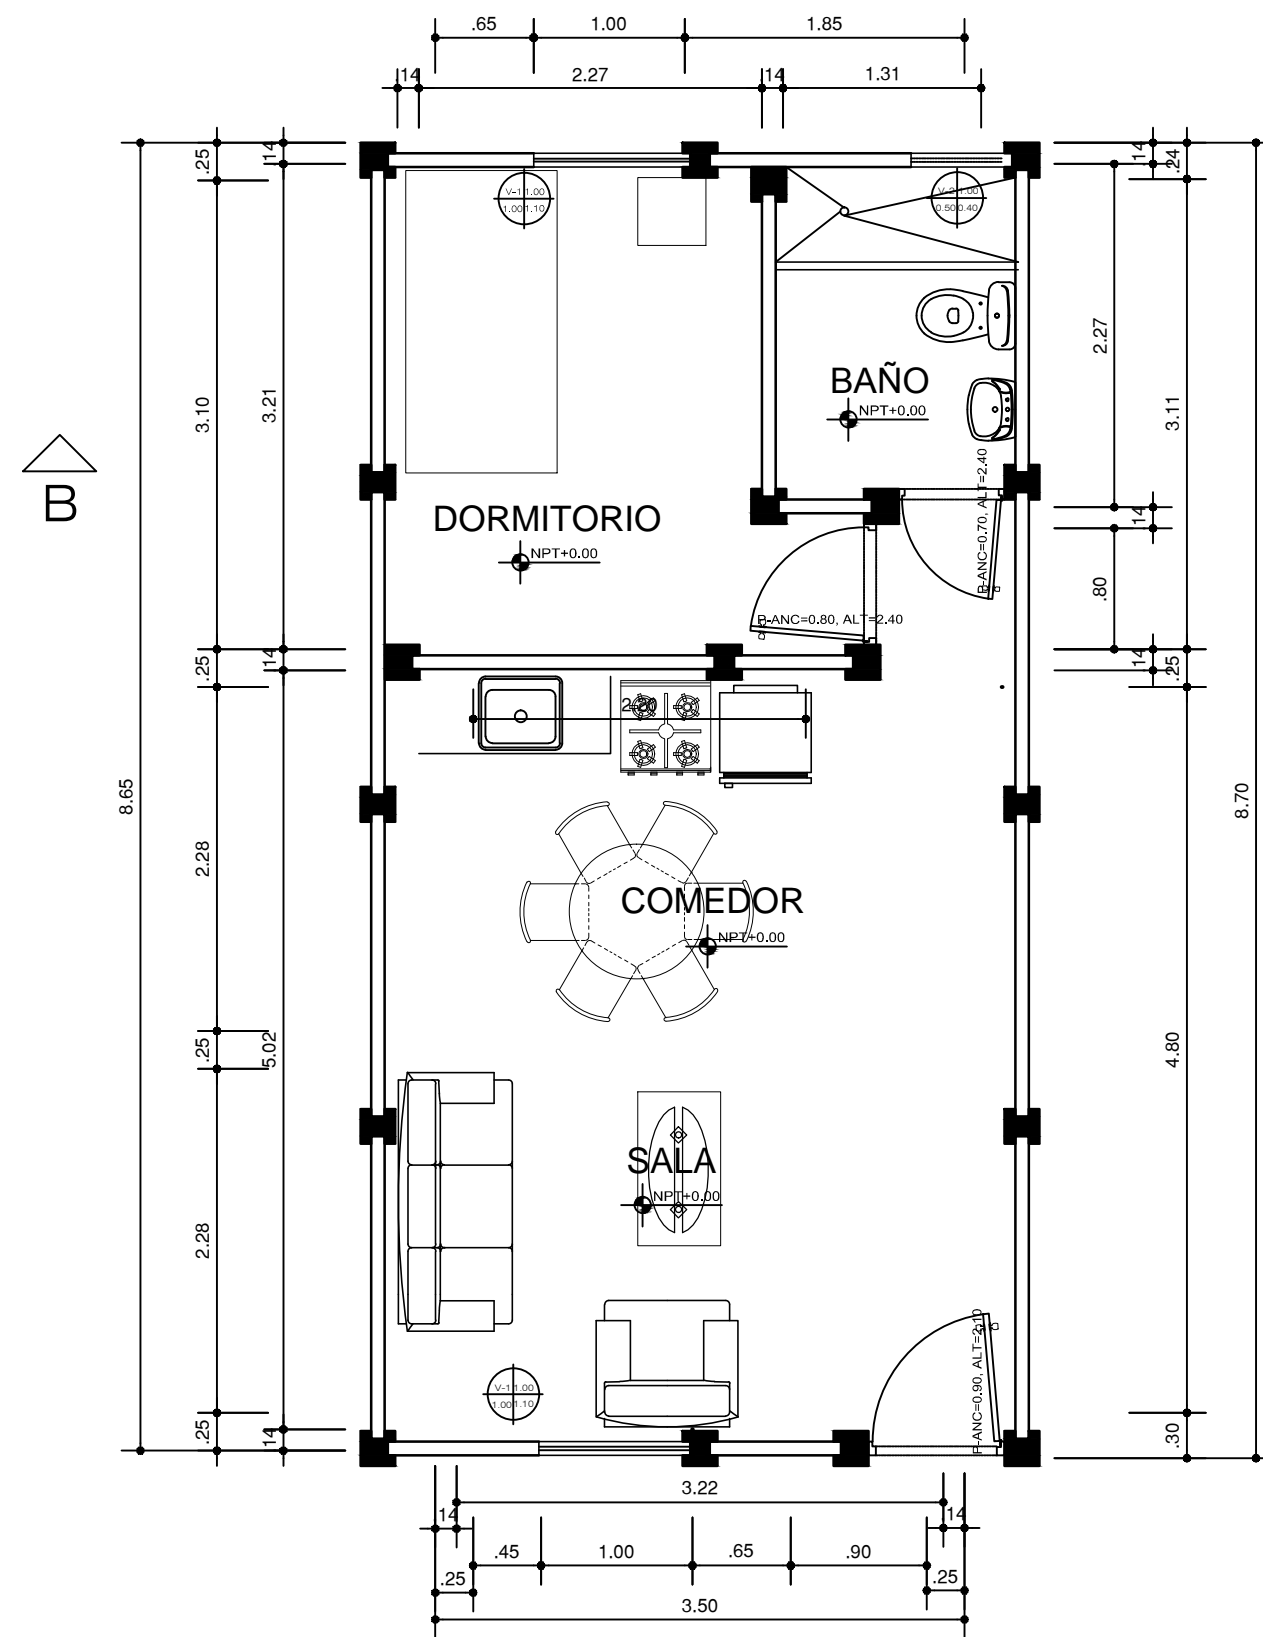 .65 1.00 1.85
.14 2.27 .14 1.31
.25 .14 .14 .24
V-1 1.00
1.00 1.10
V-2 1.00
0.50 0.40
2.27
BAÑO
NPT+0.00
3.10 3.21 3.11
B
P-ANC=0.70, ALT=2.40
DORMITORIO
NPT+0.00
.14
.80
P-ANC=0.80, ALT=2.40
.25 .14 .14 .25
2.20
8.65 8.70
2.28
COMEDOR
NPT+0.00
.25 5.02 4.80
SALA
NPT+0.00
2.28
P-ANC=0.90, ALT=2.10
V-1 1.00
1.00 1.10
.25 .14 .30
3.22
.14 .14
.45 1.00 .65 .90
.25 .25
3.50